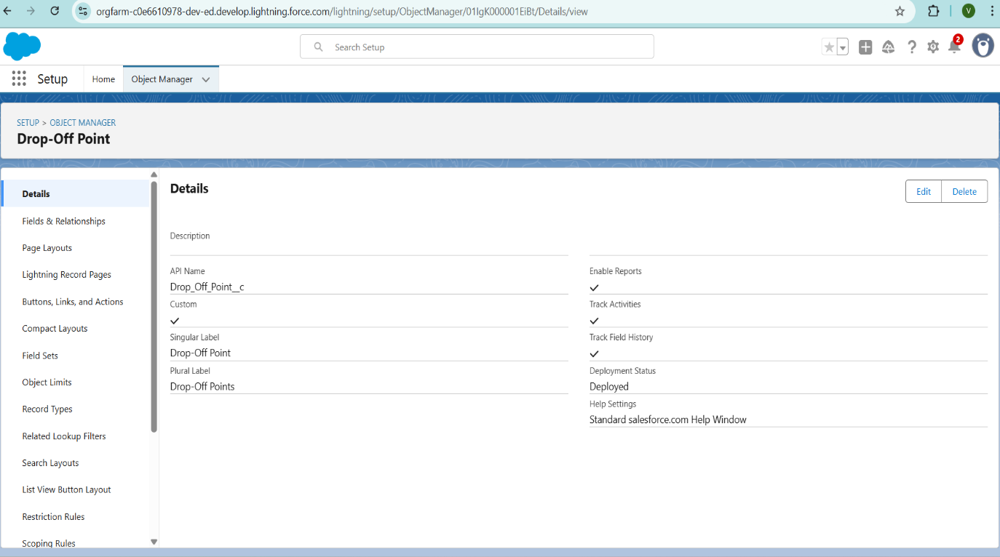 orgfarm-c0e6610978-dev-ed.develop.lightning.force.com/lightning/setup/ObjectManager/01IgK000001EiBt/Details/view
V
Search Setup
2
Setup
Home
Object Manager
SETUP > OBJECT MANAGER
Drop-Off Point
Details
Fields & Relationships
Page Layouts
Lightning Record Pages
Buttons, Links, and Actions
Compact Layouts
Field Sets
Object Limits
Record Types
Related Lookup Filters
Search Layouts
List View Button Layout
Restriction Rules
Scoping Rules
Details
Edit
Delete
Description
API Name
Drop_Off_Point__c
Custom
Singular Label
Drop-Off Point
Plural Label
Drop-Off Points
Enable Reports
Track Activities
Track Field History
Deployment Status
Deployed
Help Settings
Standard salesforce.com Help Window